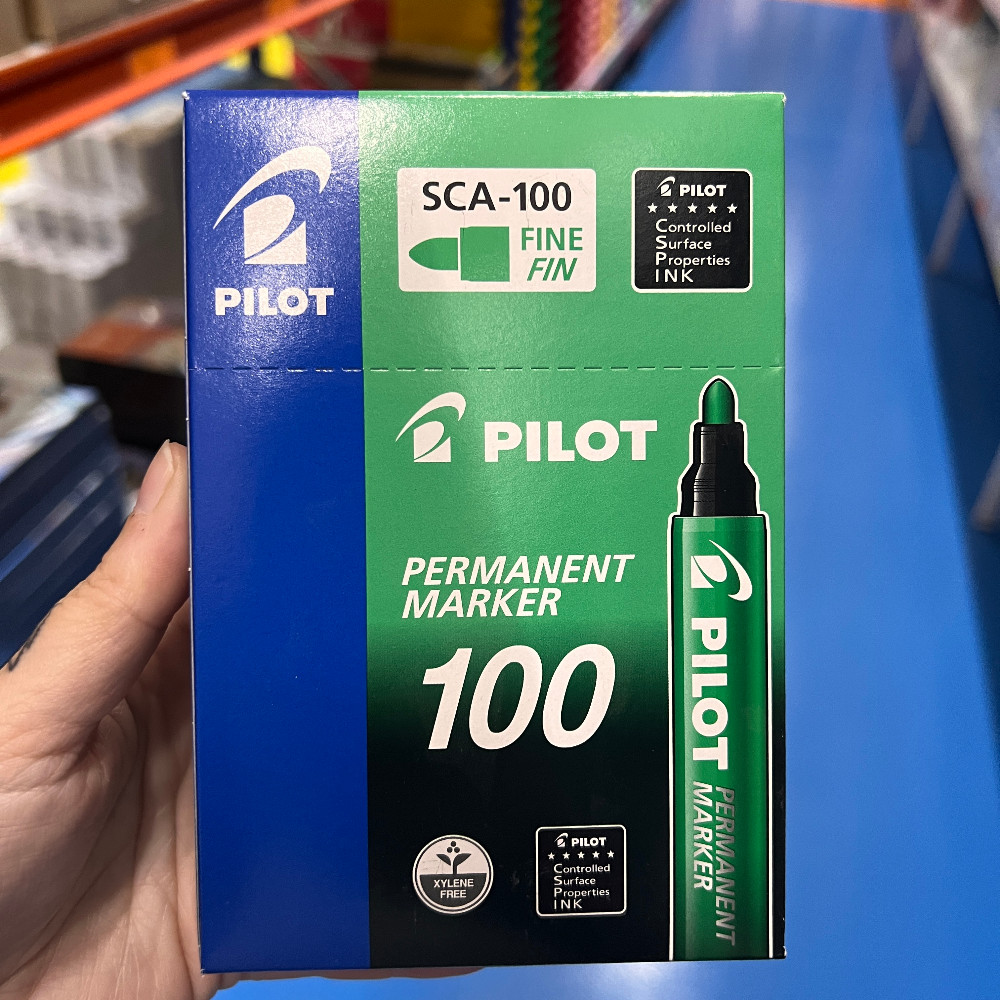 PILOT
SCA-100
FINE
FIN
PILOT
Controlled
Surface
Properties
INK
PILOT
PERMANENT
MARKER
100
PILOT
PERMANENT
MARKER
XYLENE
FREE
PILOT
Controlled
Surface
Properties
INK